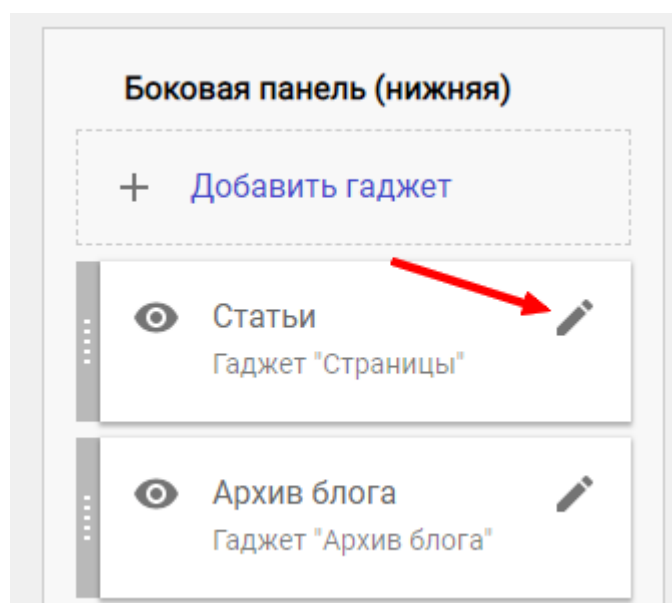 Боковая панель (нижняя)
Добавить гаджет
Статьи
Гаджет "Страницы"
Архив блога
Гаджет "Архив блога"